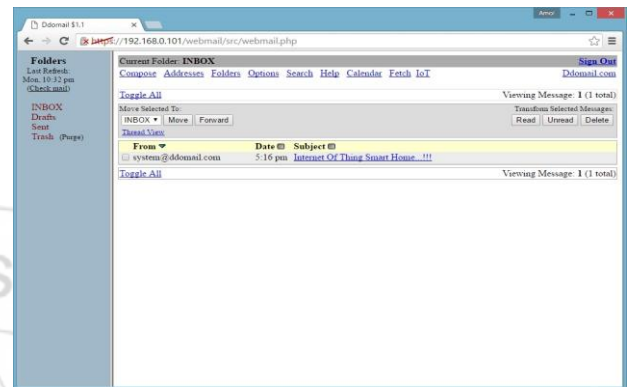 Amiol
Ddomail $1.1
https://192.168.0.101/webmail/src/webmail.php
Folders
Last Refresh:
Mon, 10:32 pm
(Check mail)
INBOX
Drafts
Sent
Trash (Purge)
Current Folder: INBOX Sign Out
Compose Addresses Folders Options Search Help Calendar Fetch IoT Ddomail.com
Toggle All Viewing Message: 1 (1 total)
Move Selected To: Transform Selected Messages:
INBOX Move Forward Read Unread Delete
Thread View
From Date Subject
system@ddomail.com 5:16 pm Internet Of Thing Smart Home...!!!
Toggle All Viewing Message: 1 (1 total)